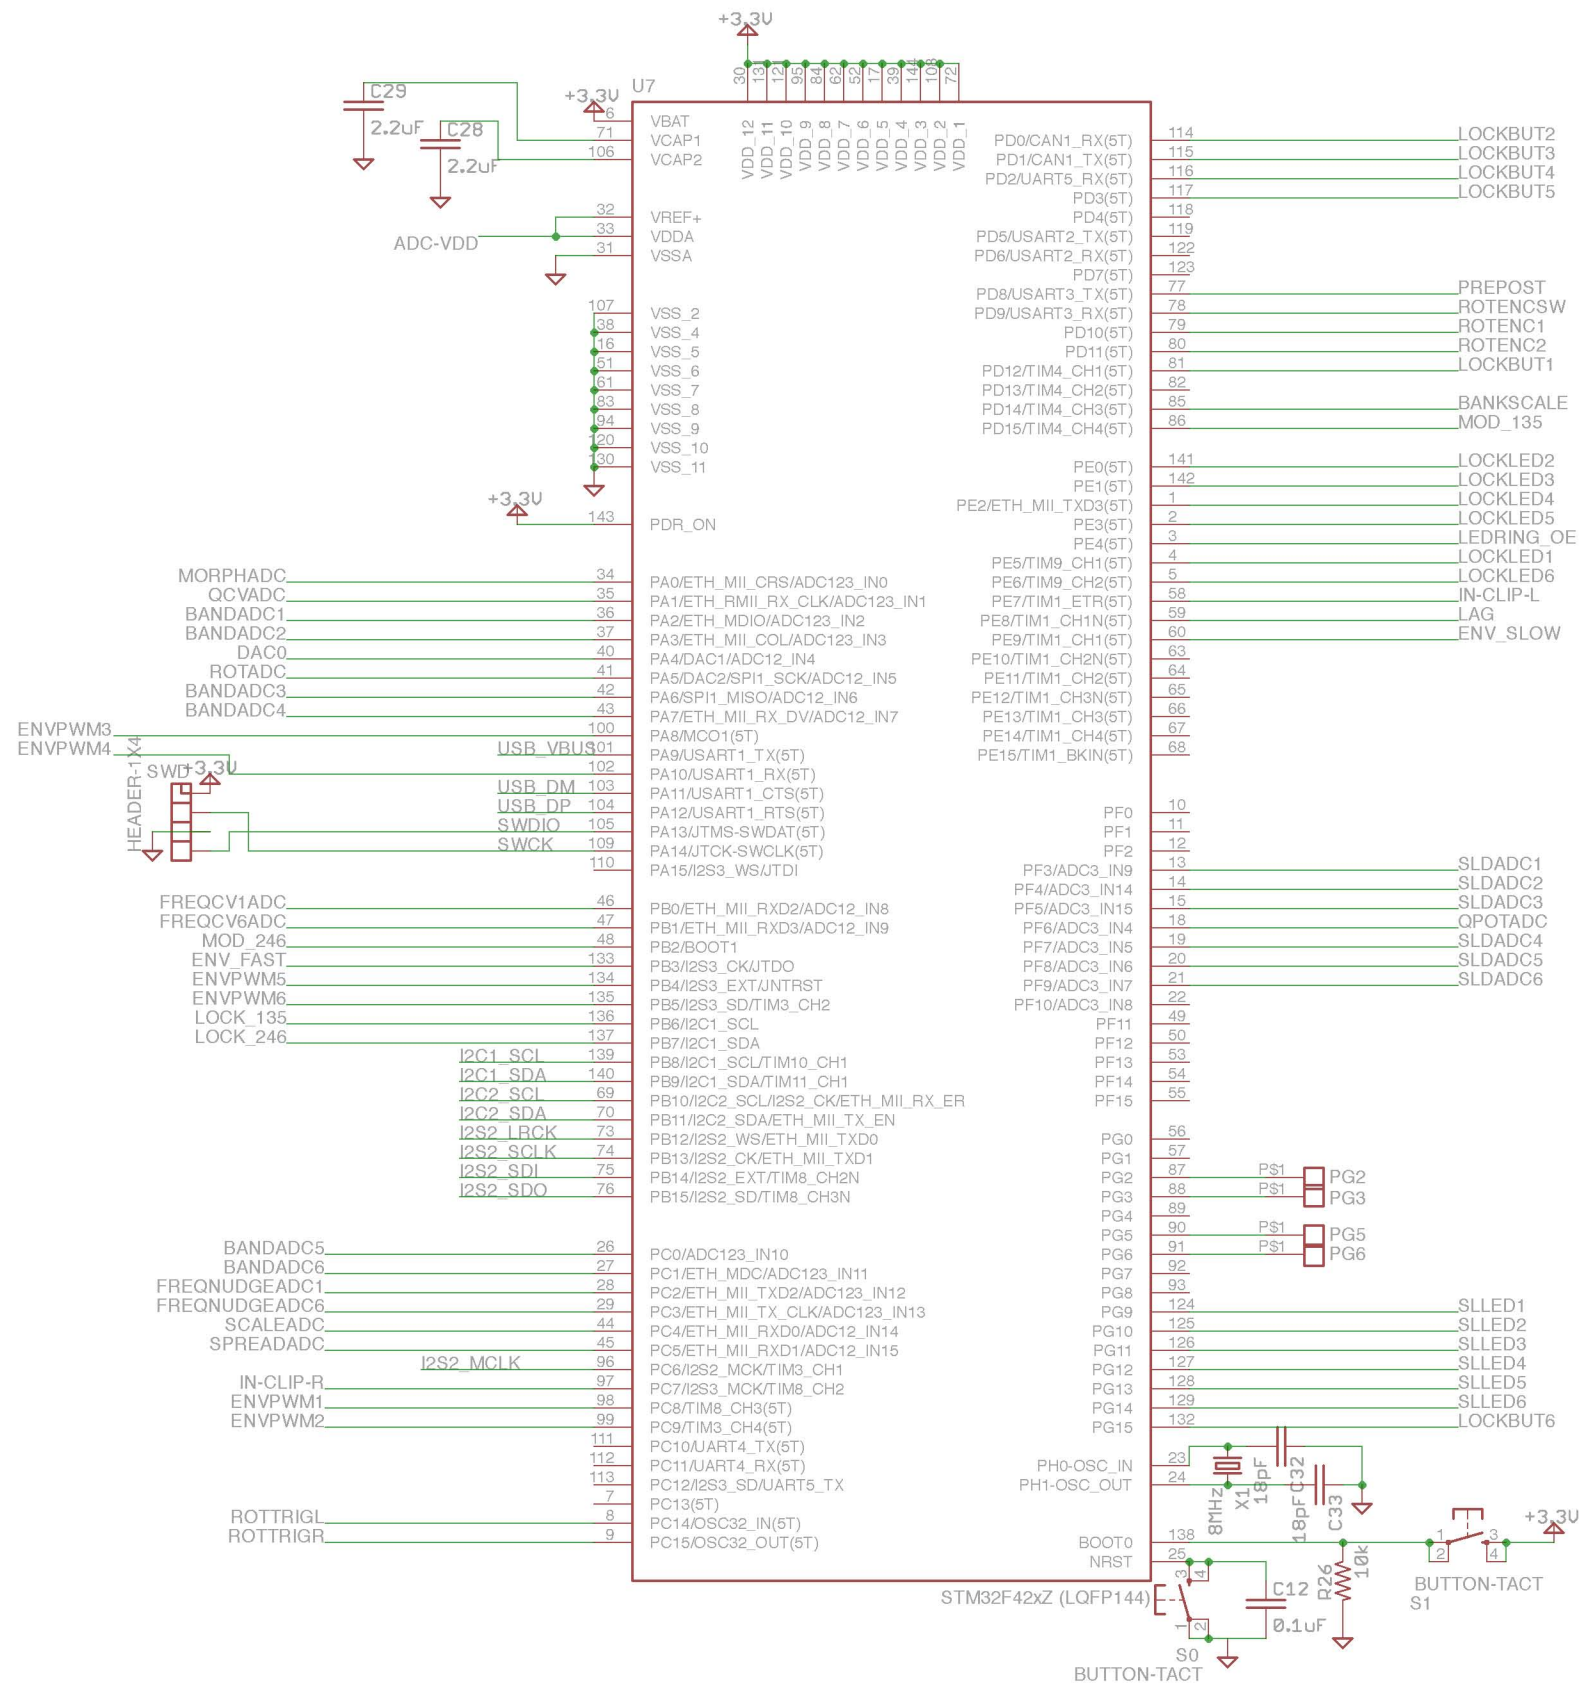 +3.3V
30
131
121
95
84
62
52
17
39
144
108
72
VDD_12
VDD_11
VDD_10
VDD_9
VDD_8
VDD_7
VDD_6
VDD_5
VDD_4
VDD_3
VDD_2
VDD_1
U7
C29
2.2uF
C28
2.2uF
+3.3V
6 VBAT
71 VCAP1
106 VCAP2
32 VREF+
ADC-VDD 33 VDDA
31 VSSA
107 VSS_2
38 VSS_4
16 VSS_5
51 VSS_6
61 VSS_7
83 VSS_8
94 VSS_9
120 VSS_10
130 VSS_11
+3.3V
143 PDR_ON
MORPHADC 34 PA0/ETH_MII_CRS/ADC123_IN0
QCVADC 35 PA1/ETH_RMII_RX_CLK/ADC123_IN1
BANDADC1 36 PA2/ETH_MDIO/ADC123_IN2
BANDADC2 37 PA3/ETH_MII_COL/ADC123_IN3
DAC0 40 PA4/DAC1/ADC12_IN4
ROTADC 41 PA5/DAC2/SPI1_SCK/ADC12_IN5
BANDADC3 42 PA6/SPI1_MISO/ADC12_IN6
BANDADC4 43 PA7/ETH_MII_RX_DV/ADC12_IN7
ENVPWM3 100 PA8/MCO1(5T)
USB_VBUS 101 PA9/USART1_TX(5T)
ENVPWM4 102 PA10/USART1_RX(5T)
USB_DM 103 PA11/USART1_CTS(5T)
USB_DP 104 PA12/USART1_RTS(5T)
SWDIO 105 PA13/JTMS-SWDAT(5T)
SWCK 109 PA14/JTCK-SWCLK(5T)
110 PA15/I2S3_WS/JTDI
HEADER-1X4
SWD
+3.3V
FREQCV1ADC 46 PB0/ETH_MII_RXD2/ADC12_IN8
FREQCV6ADC 47 PB1/ETH_MII_RXD3/ADC12_IN9
MOD_246 48 PB2/BOOT1
ENV_FAST 133 PB3/I2S3_CK/JTDO
ENVPWM5 134 PB4/I2S3_EXT/JNTRST
ENVPWM6 135 PB5/I2S3_SD/TIM3_CH2
LOCK_135 136 PB6/I2C1_SCL
LOCK_246 137 PB7/I2C1_SDA
I2C1_SCL 139 PB8/I2C1_SCL/TIM10_CH1
I2C1_SDA 140 PB9/I2C1_SDA/TIM11_CH1
I2C2_SCL 69 PB10/I2C2_SCL/I2S2_CK/ETH_MII_RX_ER
I2C2_SDA 70 PB11/I2C2_SDA/ETH_MII_TX_EN
I2S2_LRCK 73 PB12/I2S2_WS/ETH_MII_TXD0
I2S2_SCLK 74 PB13/I2S2_CK/ETH_MII_TXD1
I2S2_SDI 75 PB14/I2S2_EXT/TIM8_CH2N
I2S2_SDO 76 PB15/I2S2_SD/TIM8_CH3N
BANDADC5 26 PC0/ADC123_IN10
BANDADC6 27 PC1/ETH_MDC/ADC123_IN11
FREQNUDGEADC1 28 PC2/ETH_MII_TXD2/ADC123_IN12
FREQNUDGEADC6 29 PC3/ETH_MII_TX_CLK/ADC123_IN13
SCALEADC 44 PC4/ETH_MII_RXD0/ADC12_IN14
SPREADADC 45 PC5/ETH_MII_RXD1/ADC12_IN15
I2S2_MCLK 96 PC6/I2S2_MCK/TIM3_CH1
IN-CLIP-R 97 PC7/I2S3_MCK/TIM8_CH2
ENVPWM1 98 PC8/TIM8_CH3(5T)
ENVPWM2 99 PC9/TIM3_CH4(5T)
111 PC10/UART4_TX(5T)
112 PC11/UART4_RX(5T)
113 PC12/I2S3_SD/UART5_TX
7 PC13(5T)
ROTTRIGL 8 PC14/OSC32_IN(5T)
ROTTRIGR 9 PC15/OSC32_OUT(5T)
PD0/CAN1_RX(5T) 114 LOCKBUT2
PD1/CAN1_TX(5T) 115 LOCKBUT3
PD2/UART5_RX(5T) 116 LOCKBUT4
PD3(5T) 117 LOCKBUT5
PD4(5T) 118
PD5/USART2_TX(5T) 119
PD6/USART2_RX(5T) 122
PD7(5T) 123
PD8/USART3_TX(5T) 77 PREPOST
PD9/USART3_RX(5T) 78 ROTENCSW
PD10(5T) 79 ROTENC1
PD11(5T) 80 ROTENC2
PD12/TIM4_CH1(5T) 81 LOCKBUT1
PD13/TIM4_CH2(5T) 82
PD14/TIM4_CH3(5T) 85 BANKSCALE
PD15/TIM4_CH4(5T) 86 MOD_135
PE0(5T) 141 LOCKLED2
PE1(5T) 142 LOCKLED3
PE2/ETH_MII_TXD3(5T) 1 LOCKLED4
PE3(5T) 2 LOCKLED5
PE4(5T) 3 LEDRING_OE
PE5/TIM9_CH1(5T) 4 LOCKLED1
PE6/TIM9_CH2(5T) 5 LOCKLED6
PE7/TIM1_ETR(5T) 58 IN-CLIP-L
PE8/TIM1_CH1N(5T) 59 LAG
PE9/TIM1_CH1(5T) 60 ENV_SLOW
PE10/TIM1_CH2N(5T) 63
PE11/TIM1_CH2(5T) 64
PE12/TIM1_CH3N(5T) 65
PE13/TIM1_CH3(5T) 66
PE14/TIM1_CH4(5T) 67
PE15/TIM1_BKIN(5T) 68
PF0 10
PF1 11
PF2 12
PF3/ADC3_IN9 13 SLDADC1
PF4/ADC3_IN14 14 SLDADC2
PF5/ADC3_IN15 15 SLDADC3
PF6/ADC3_IN4 18 QPOTADC
PF7/ADC3_IN5 19 SLDADC4
PF8/ADC3_IN6 20 SLDADC5
PF9/ADC3_IN7 21 SLDADC6
PF10/ADC3_IN8 22
PF11 49
PF12 50
PF13 53
PF14 54
PF15 55
PG0 56
PG1 57
PG2 87 P$1 PG2
PG3 88 P$1 PG3
PG4 89
PG5 90 P$1 PG5
PG6 91 P$1 PG6
PG7 92
PG8 93
PG9 124 SLLED1
PG10 125 SLLED2
PG11 126 SLLED3
PG12 127 SLLED4
PG13 128 SLLED5
PG14 129 SLLED6
PG15 132 LOCKBUT6
PH0-OSC_IN 23
PH1-OSC_OUT 24
8MHz
X1
18pF
C32
18pF
C33
BOOT0 138
NRST 25
1 3
2 4
+3.3V
BUTTON-TACT
S1
R26
10k
C12
0.1uF
3 4
1 2
S0
BUTTON-TACT
STM32F42xZ (LQFP144)